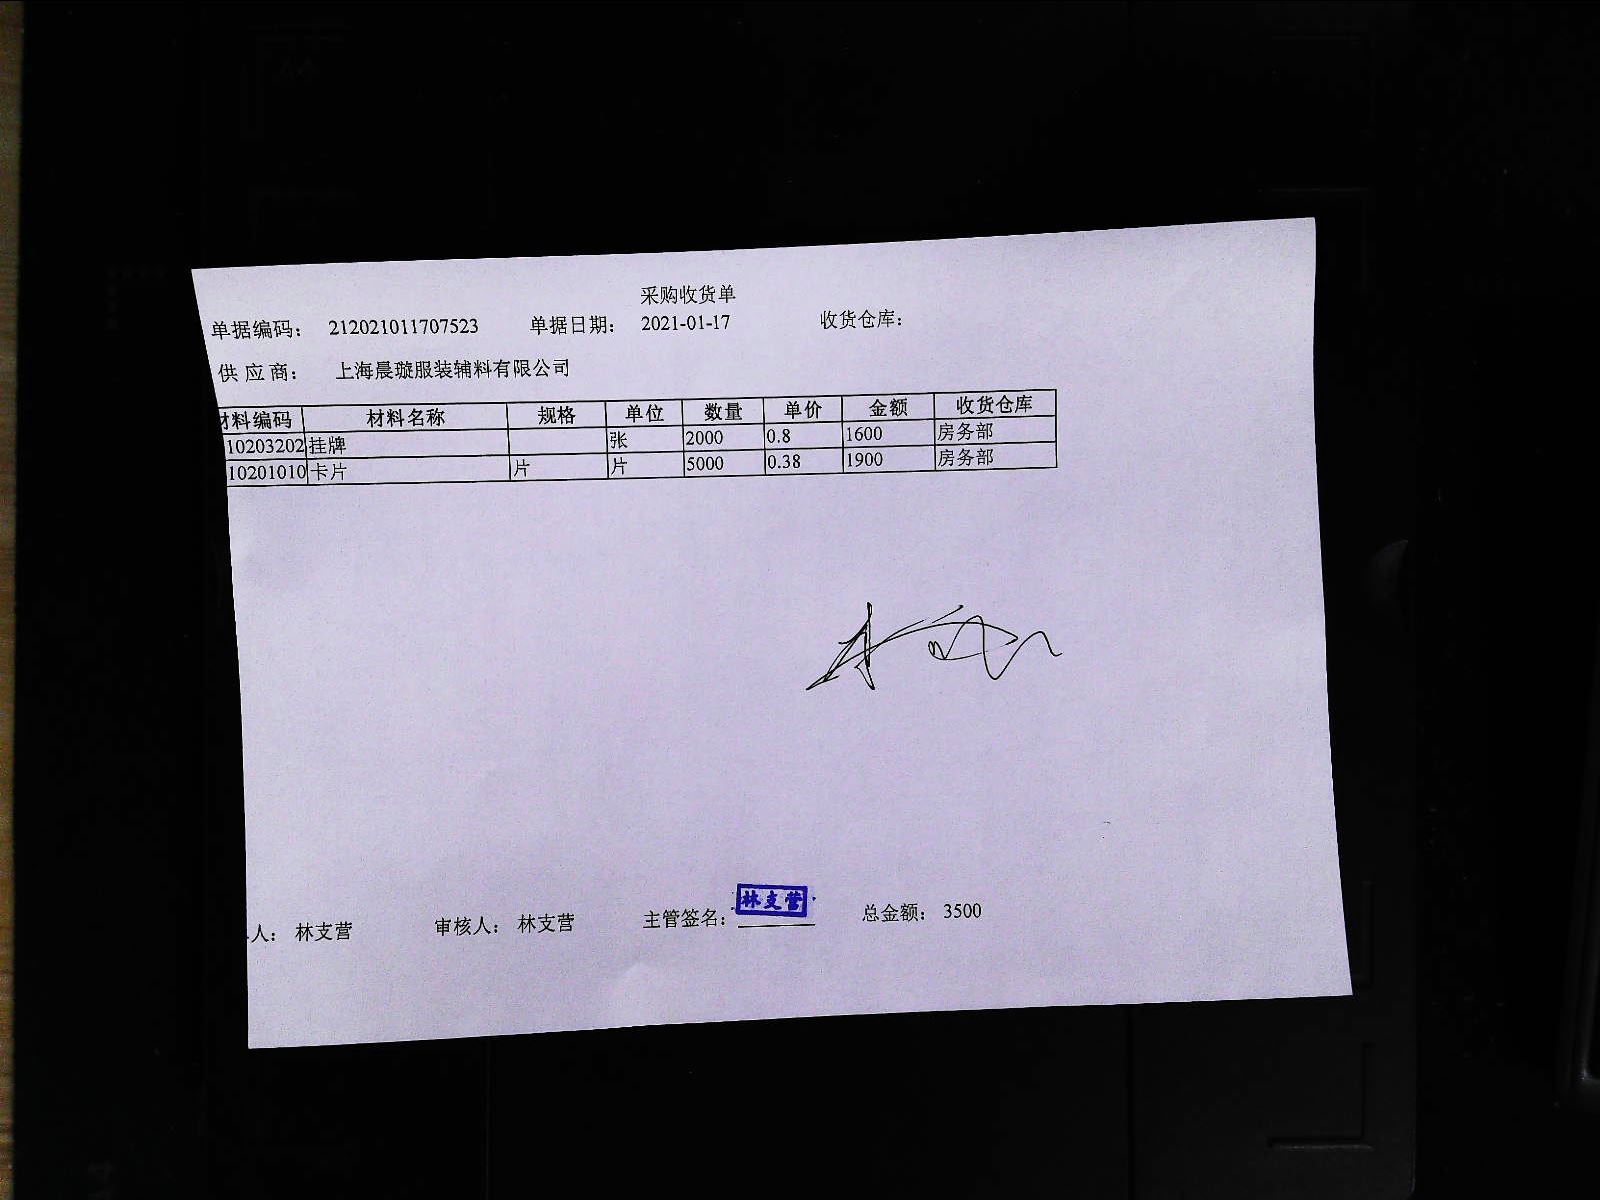 采购收货单
单据编码： 212021011707523 单据日期： 2021-01-17 收货仓库：
供 应 商： 上海晨璇服装辅料有限公司
材料编码 材料名称 规格 单位 数量 单价 金额 收货仓库
10203202 挂牌 张 2000 0.8 1600 房务部
10201010 卡片 片 片 5000 0.38 1900 房务部
人： 林支营 审核人： 林支营 主管签名： 林支营 总金额： 3500